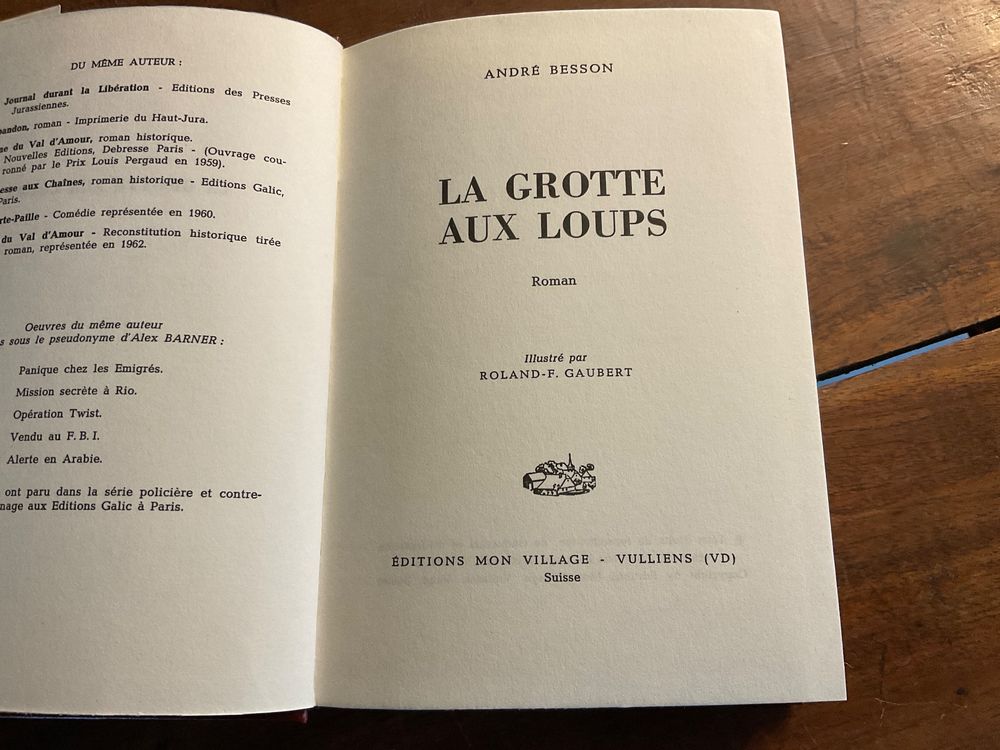 DU MÊME AUTEUR :
Journal durant la Libération - Editions des Presses
Jurassiennes.
roman - Imprimerie du Haut-Jura.
du Val d'Amour, roman historique.
Nouvelles Editions, Debresse Paris - (Ouvrage cou-
ronné par le Prix Louis Pergaud en 1959).
aux Chaînes, roman historique - Editions Galic,
Paris.
Comédie représentée en 1960.
du Val d'Amour - Reconstitution historique tirée
roman, représentée en 1962.
Oeuvres du même auteur
sous le pseudonyme d'Alex BARNER :
Panique chez les Emigrés.
Mission secrète à Rio.
Opération Twist.
Vendu au F. B. I.
Alerte en Arabie.
ont paru dans la série policière et contre-
aux Editions Galic à Paris.
ANDRÉ BESSON
LA GROTTE
AUX LOUPS
Roman
Illustré par
ROLAND-F. GAUBERT
ÉDITIONS MON VILLAGE - VULLIENS (VD)
Suisse